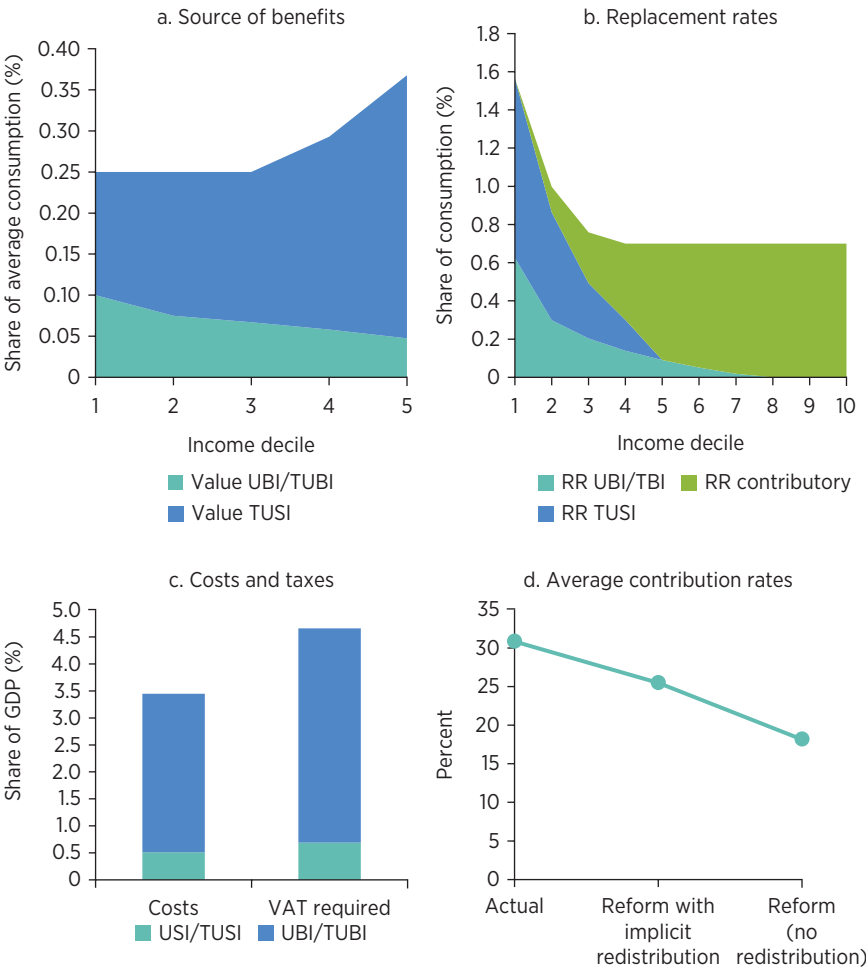 a. Source of benefits
Share of average consumption (%)
0.40
0.35
0.30
0.25
0.20
0.15
0.10
0.05
0
1 2 3 4 5
Income decile
Value UBI/TUBI
Value TUSI
b. Replacement rates
Share of consumption (%)
1.8
1.6
1.4
1.2
1.0
0.8
0.6
0.4
0.2
0
1 2 3 4 5 6 7 8 9 10
Income decile
RR UBI/TBI RR contributory
RR TUSI
c. Costs and taxes
Share of GDP (%)
5.0
4.5
4.0
3.5
3.0
2.5
2.0
1.5
1.0
0.5
0
Costs VAT required
USI/TUSI UBI/TUBI
d. Average contribution rates
Percent
35
30
25
20
15
10
5
0
Actual Reform with Reform
implicit (no
redistribution redistribution)